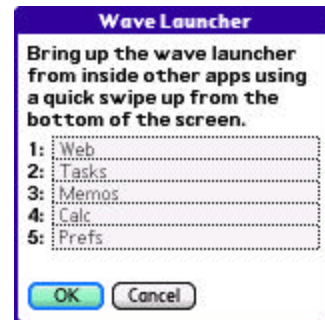 Wave Launcher
Bring up the wave launcher
from inside other apps using
a quick swipe up from the
bottom of the screen.
1: Web
2: Tasks
3: Memos
4: Calc
5: Prefs
OK Cancel